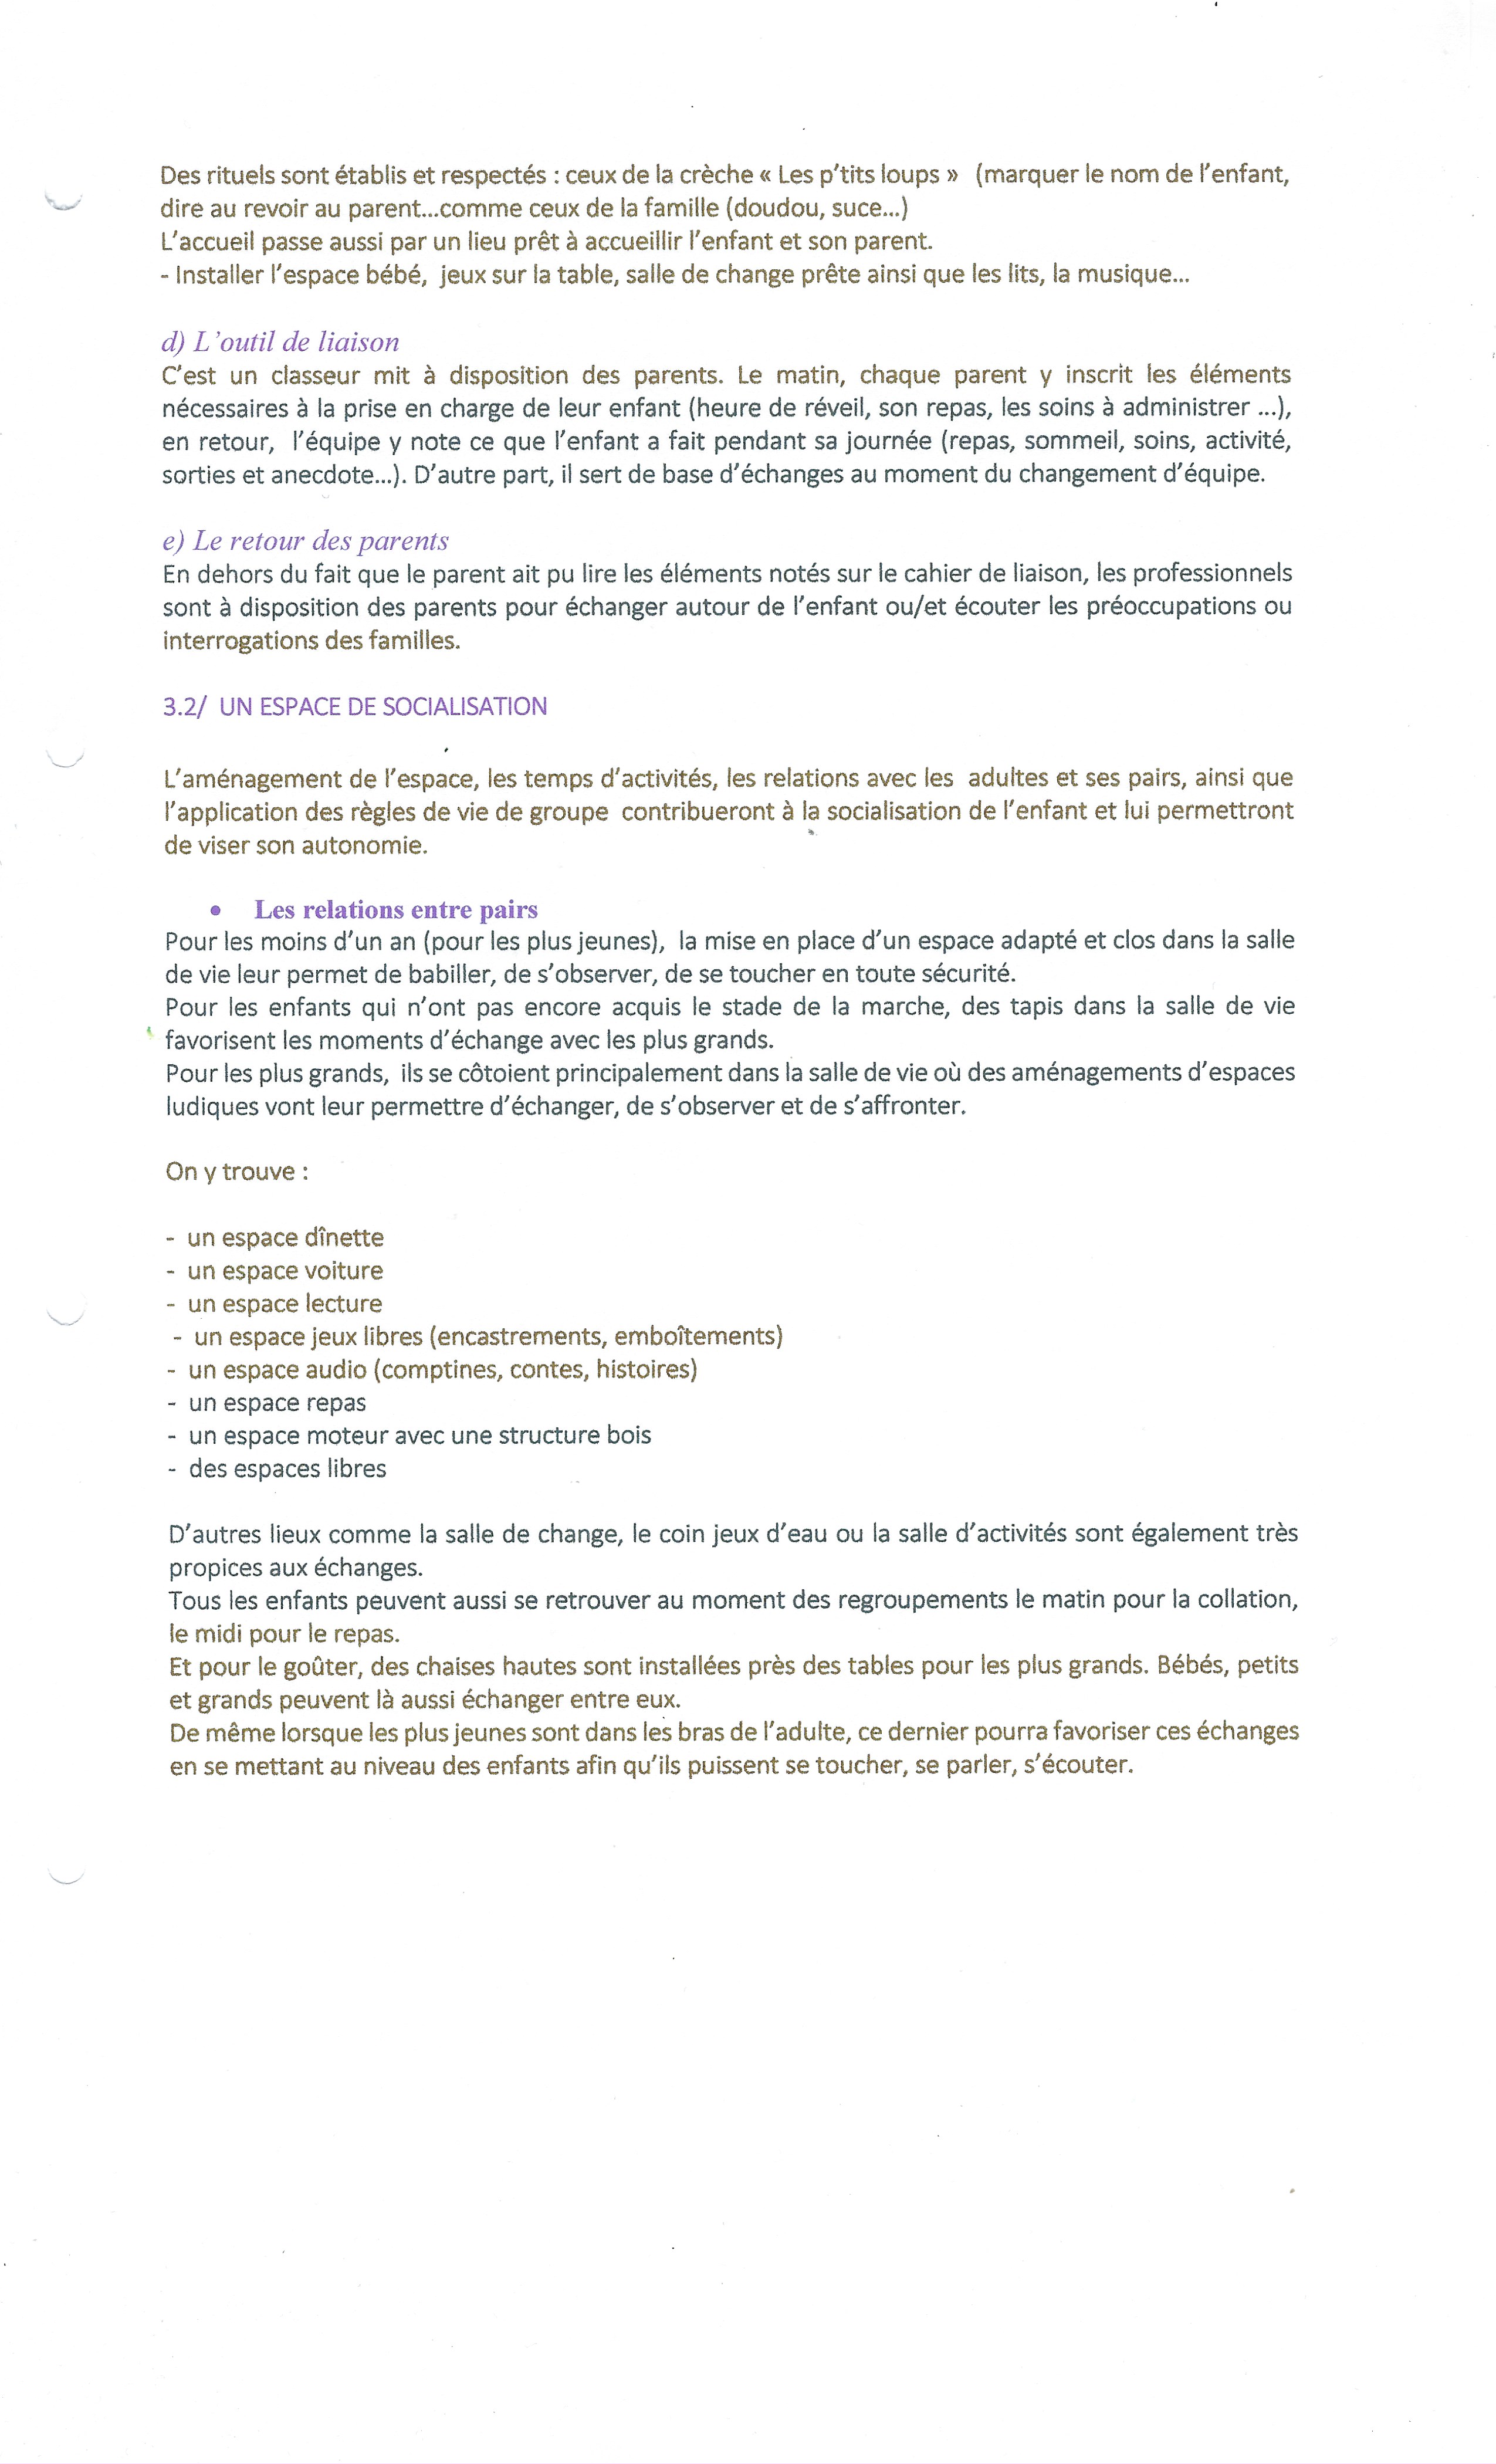 Des rituels sont établis et respectés : ceux de la crèche « Les p'tits loups » (marquer le nom de l'enfant,
dire au revoir au parent...comme ceux de la famille (doudou, suce...)
L'accueil passe aussi par un lieu prêt à accueillir l'enfant et son parent.
- Installer l'espace bébé, jeux sur la table, salle de change prête ainsi que les lits, la musique...
d) L'outil de liaison
C'est un classeur mit à disposition des parents. Le matin, chaque parent y inscrit les éléments
nécessaires à la prise en charge de leur enfant (heure de réveil, son repas, les soins à administrer ...),
en retour, l'équipe y note ce que l'enfant a fait pendant sa journée (repas, sommeil, soins, activité,
sorties et anecdote...). D'autre part, il sert de base d'échanges au moment du changement d'équipe.
e) Le retour des parents
En dehors du fait que le parent ait pu lire les éléments notés sur le cahier de liaison, les professionnels
sont à disposition des parents pour échanger autour de l'enfant ou/et écouter les préoccupations ou
interrogations des familles.
3.2/ UN ESPACE DE SOCIALISATION
L'aménagement de l'espace, les temps d'activités, les relations avec les adultes et ses pairs, ainsi que
l'application des règles de vie de groupe contribueront à la socialisation de l'enfant et lui permettront
de viser son autonomie.
• Les relations entre pairs
Pour les moins d'un an (pour les plus jeunes), la mise en place d'un espace adapté et clos dans la salle
de vie leur permet de babiller, de s'observer, de se toucher en toute sécurité.
Pour les enfants qui n'ont pas encore acquis le stade de la marche, des tapis dans la salle de vie
favorisent les moments d'échange avec les plus grands.
Pour les plus grands, ils se côtoient principalement dans la salle de vie où des aménagements d'espaces
ludiques vont leur permettre d'échanger, de s'observer et de s'affronter.
On y trouve :
- un espace dînette
- un espace voiture
- un espace lecture
- un espace jeux libres (encastrements, emboîtements)
- un espace audio (comptines, contes, histoires)
- un espace repas
- un espace moteur avec une structure bois
- des espaces libres
D'autres lieux comme la salle de change, le coin jeux d'eau ou la salle d'activités sont également très
propices aux échanges.
Tous les enfants peuvent aussi se retrouver au moment des regroupements le matin pour la collation,
le midi pour le repas.
Et pour le goûter, des chaises hautes sont installées près des tables pour les plus grands. Bébés, petits
et grands peuvent là aussi échanger entre eux.
De même lorsque les plus jeunes sont dans les bras de l'adulte, ce dernier pourra favoriser ces échanges
en se mettant au niveau des enfants afin qu'ils puissent se toucher, se parler, s'écouter.